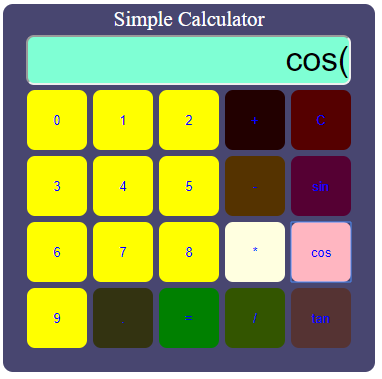 Simple Calculator
cos(
0 1 2 + C
3 4 5 - sin
6 7 8 * cos
9 . = / tan